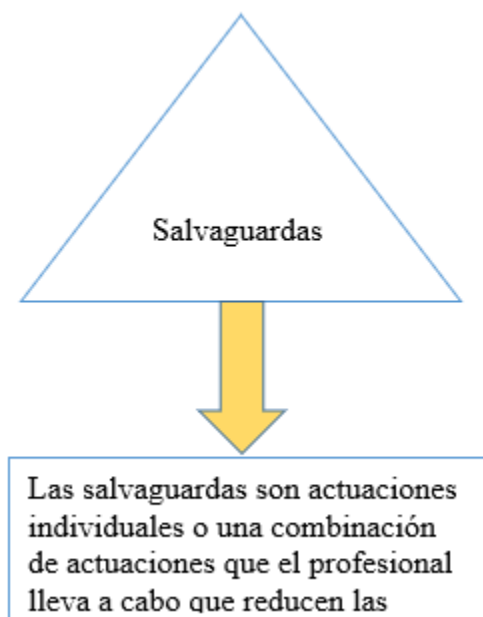 Salvaguardas
Las salvaguardas son actuaciones
individuales o una combinación
de actuaciones que el profesional
lleva a cabo que reducen las